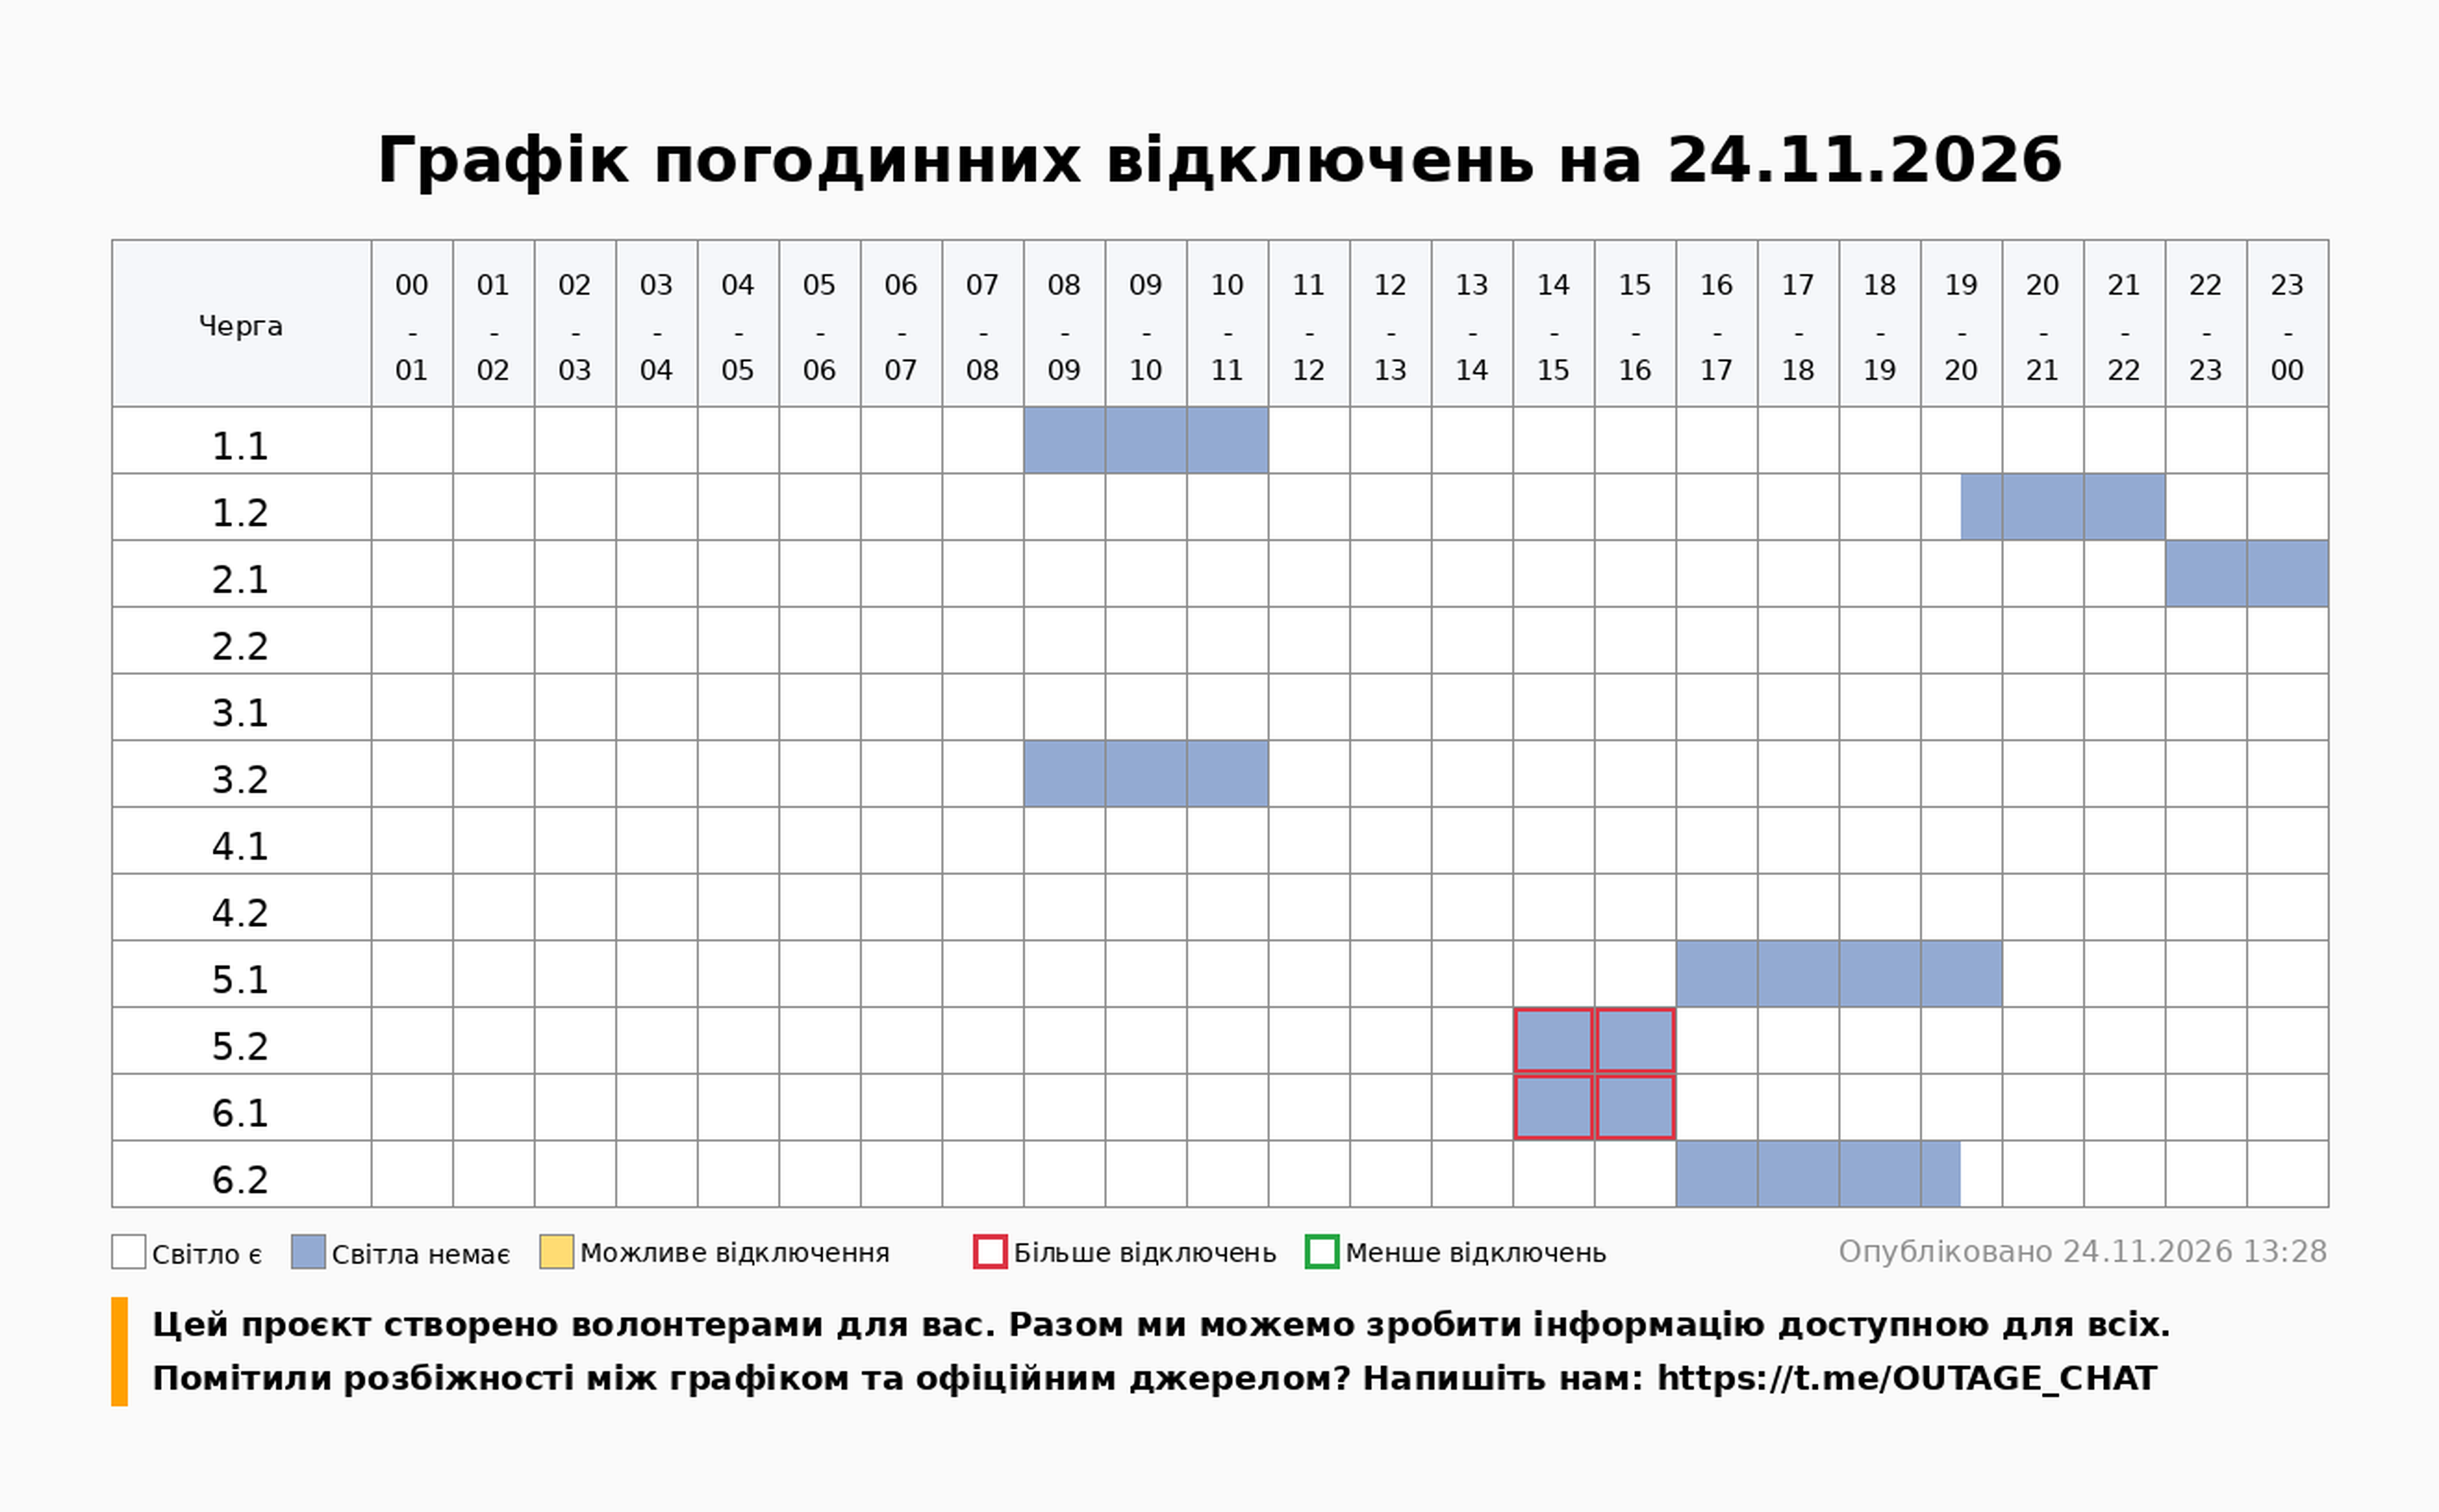 Графік погодинних відключень на 24.11.2026
Черга
00 - 01
01 - 02
02 - 03
03 - 04
04 - 05
05 - 06
06 - 07
07 - 08
08 - 09
09 - 10
10 - 11
11 - 12
12 - 13
13 - 14
14 - 15
15 - 16
16 - 17
17 - 18
18 - 19
19 - 20
20 - 21
21 - 22
22 - 23
23 - 00
1.1
1.2
2.1
2.2
3.1
3.2
4.1
4.2
5.1
5.2
6.1
6.2
Світло є
Світла немає
Можливе відключення
Більше відключень
Менше відключень
Опубліковано 24.11.2026 13:28
Цей проєкт створено волонтерами для вас. Разом ми можемо зробити інформацію доступною для всіх.
Помітили розбіжності між графіком та офіційним джерелом? Напишіть нам: https://t.me/OUTAGE_CHAT